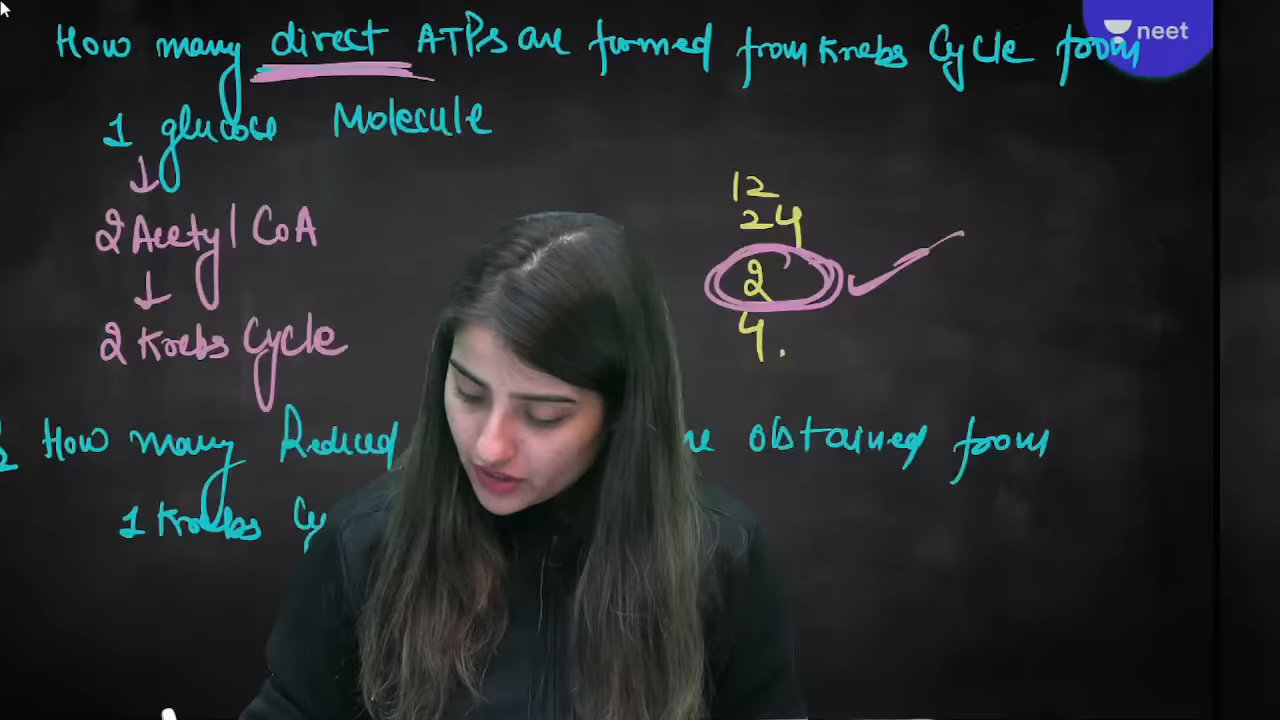 How many direct ATPs are formed from Krebs Cycle from
neet
1 glucose Molecule
↓
2 Acetyl CoA
↓
2 Krebs Cycle
12
24
2
4.
How many Reduced obtained from
1 Krebs Cy